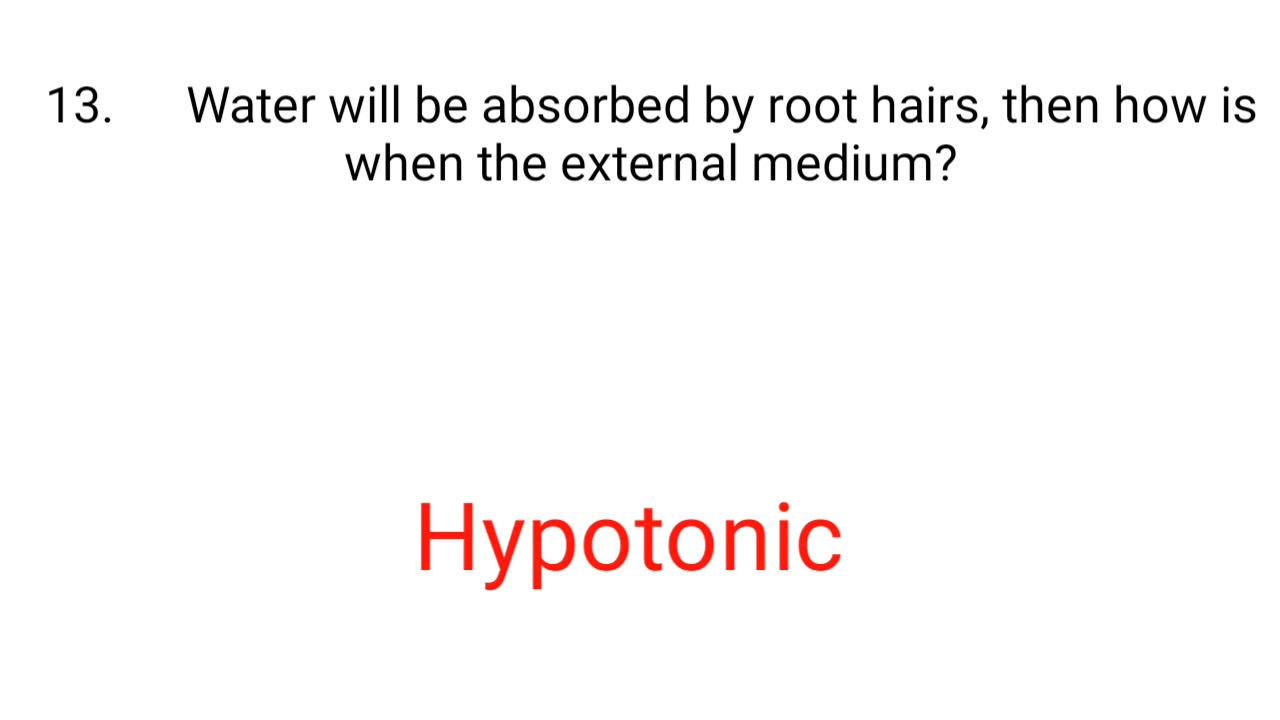 13. Water will be absorbed by root hairs, then how is
when the external medium?
Hypotonic